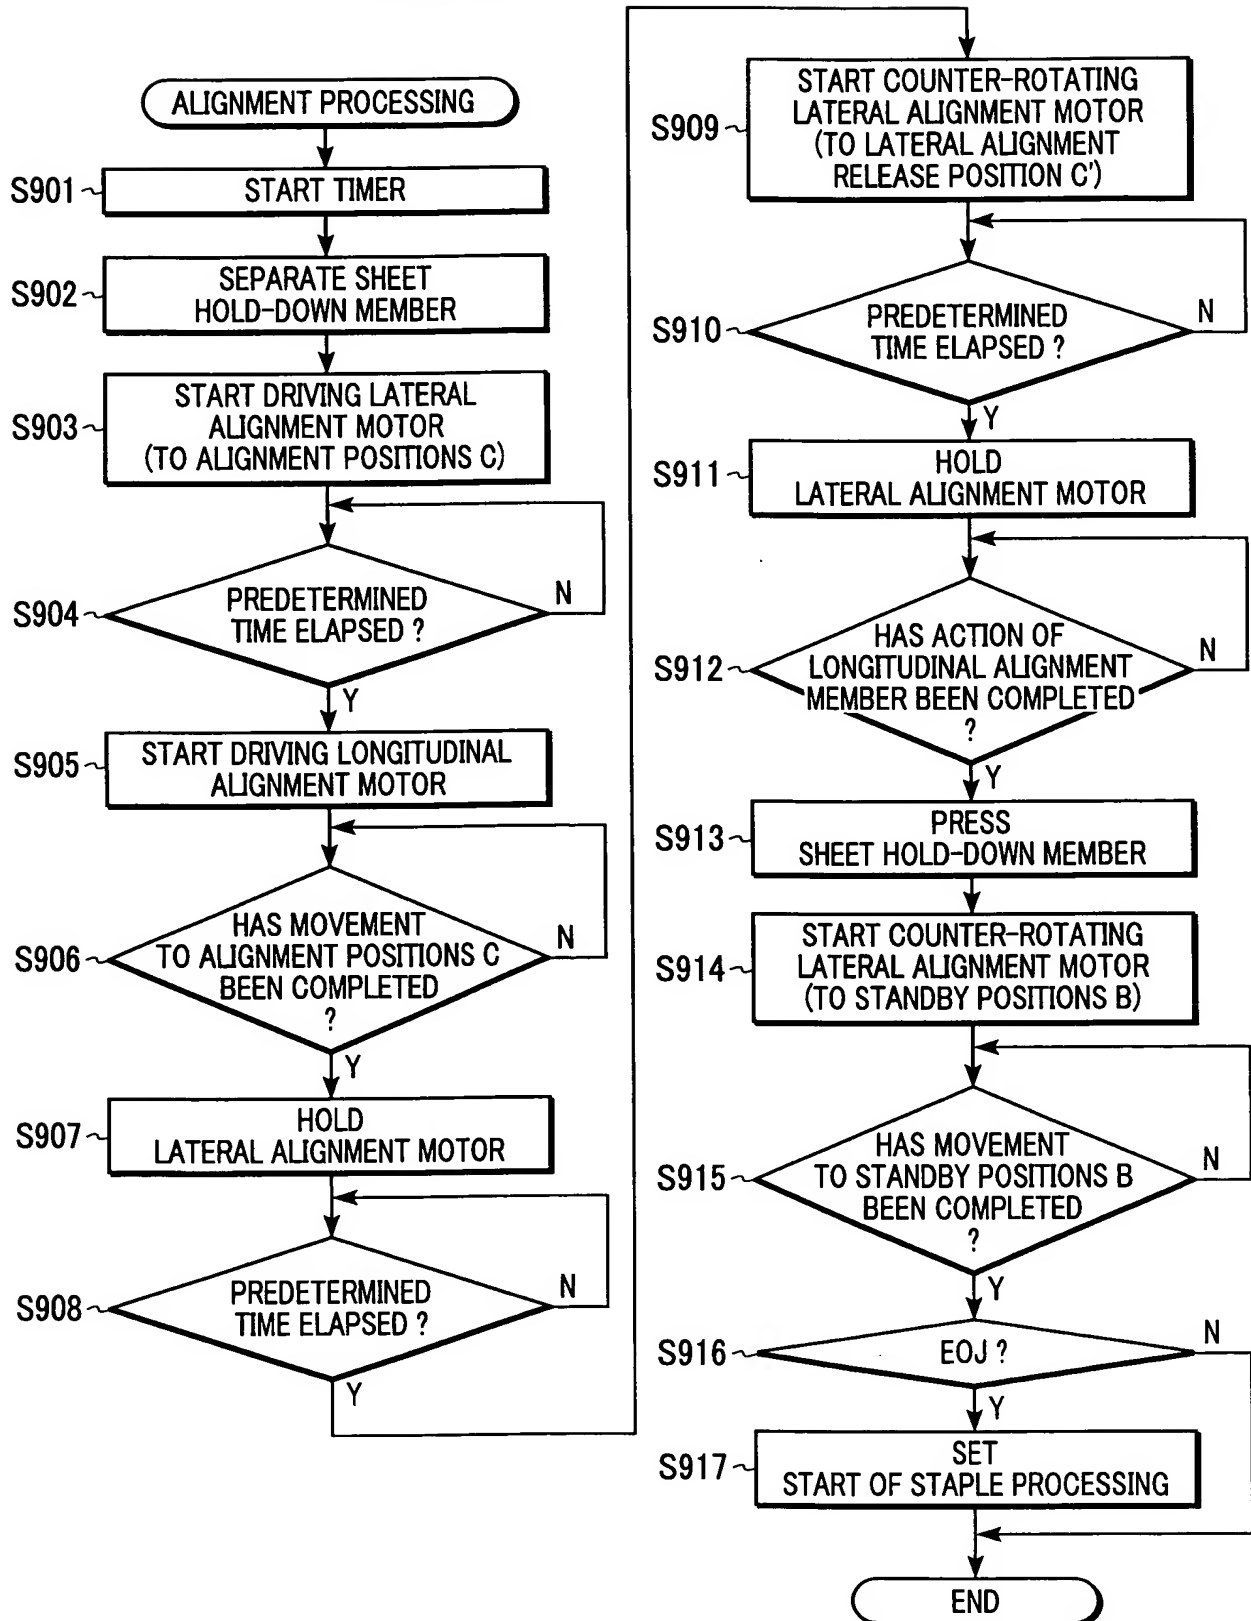 ALIGNMENT PROCESSING
S901
START TIMER
S902
SEPARATE SHEET
HOLD-DOWN MEMBER
S903
START DRIVING LATERAL
ALIGNMENT MOTOR
(TO ALIGNMENT POSITIONS C)
S904
PREDETERMINED
TIME ELAPSED ?
N
Y
S905
START DRIVING LONGITUDINAL
ALIGNMENT MOTOR
S906
HAS MOVEMENT
TO ALIGNMENT POSITIONS C
BEEN COMPLETED
?
N
Y
S907
HOLD
LATERAL ALIGNMENT MOTOR
S908
PREDETERMINED
TIME ELAPSED ?
N
Y
S909
START COUNTER-ROTATING
LATERAL ALIGNMENT MOTOR
(TO LATERAL ALIGNMENT
RELEASE POSITION C')
S910
PREDETERMINED
TIME ELAPSED ?
N
Y
S911
HOLD
LATERAL ALIGNMENT MOTOR
S912
HAS ACTION OF
LONGITUDINAL ALIGNMENT
MEMBER BEEN COMPLETED
?
N
Y
S913
PRESS
SHEET HOLD-DOWN MEMBER
S914
START COUNTER-ROTATING
LATERAL ALIGNMENT MOTOR
(TO STANDBY POSITIONS B)
S915
HAS MOVEMENT
TO STANDBY POSITIONS B
BEEN COMPLETED
?
N
Y
S916
EOJ ?
N
Y
S917
SET
START OF STAPLE PROCESSING
END